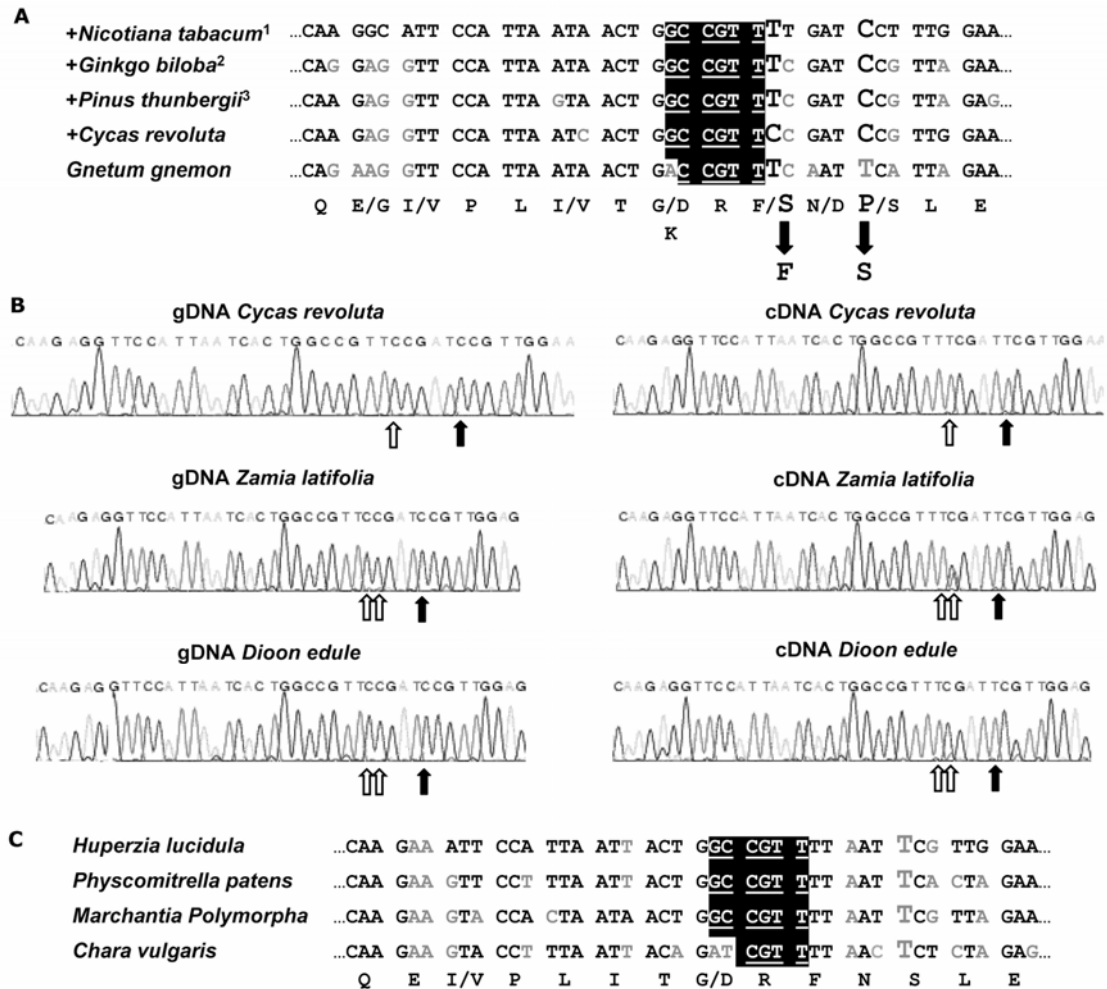 A
+Nicotiana tabacum¹ …CAA GGC ATT CCA TTA ATA ACT GGC CGT TTT GAT CCT TTG GAA…
+Ginkgo biloba² …CAG GAG GTT CCA TTA ATA ACT GGC CGT TTC GAT CCG TTA GAA…
+Pinus thunbergii³ …CAA GAG GTT CCA TTA GTA ACT GGC CGT TTC GAT CCG TTA GAG…
+Cycas revoluta …CAA GAG GTT CCA TTA ATC ACT GGC CGT TCC GAT CCG TTG GAA…
Gnetum gnemon …CAG AAG GTT CCA TTA ATA ACT GAC CGT TTC AAT TCA TTA GAA…
Q E/G I/V P L I/V T G/D R F/S N/D P/S L E
K
F S
B
gDNA Cycas revoluta
CAAGAGGTTCCATTAATCACTGGCCGTTCCGATCCGTTGGAA
cDNA Cycas revoluta
CAAGAGGTTCCATTAATCACTGGCCGTTTCGATTCGTTGGAA
gDNA Zamia latifolia
CAAGAGGTTCCATTAATCACTGGCCGTTCCGATCCGTTGGAG
cDNA Zamia latifolia
CAAGAGGTTCCATTAATCACTGGCCGTTTCGATTCGTTGGAG
gDNA Dioon edule
CAAGAGGTTCCATTAATCACTGGCCGTTCCGATCCGTTGGAG
cDNA Dioon edule
CAAGAGGTTCCATTAATCACTGGCCGTTTCGATTCGTTGGAG
C
Huperzia lucidula …CAA GAA ATT CCA TTA ATT ACT GGC CGT TTT AAT TCG TTG GAA…
Physcomitrella patens …CAA GAA GTT CCT TTA ATT ACT GGC CGT TTT AAT TCA CTA GAA…
Marchantia Polymorpha …CAA GAA GTA CCA CTA ATA ACT GGC CGT TTT AAT TCG TTA GAA…
Chara vulgaris …CAA GAA GTA CCT TTA ATT ACA GAT CGT TTT AAC TCT CTA GAG…
Q E I/V P L I T G/D R F N S L E